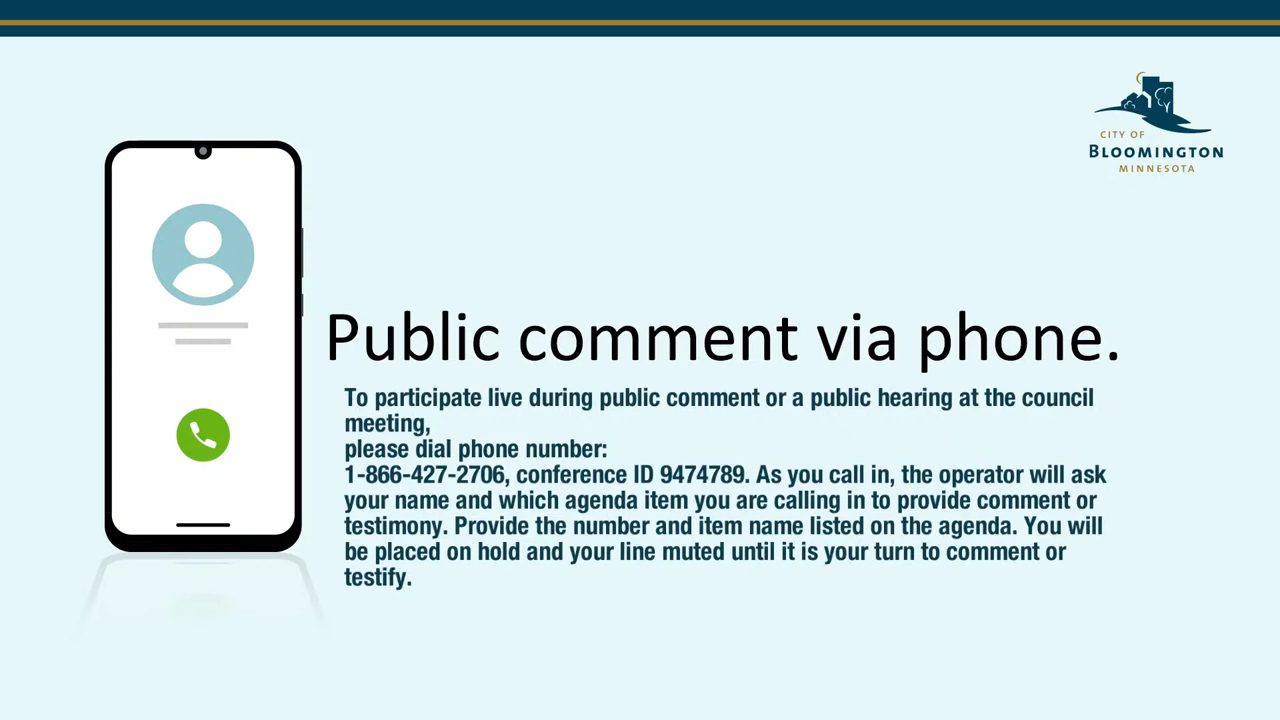 CITY OF
BLOOMINGTON
MINNESOTA
Public comment via phone.
To participate live during public comment or a public hearing at the council
meeting,
please dial phone number:
1-866-427-2706, conference ID 9474789. As you call in, the operator will ask
your name and which agenda item you are calling in to provide comment or
testimony. Provide the number and item name listed on the agenda. You will
be placed on hold and your line muted until it is your turn to comment or
testify.